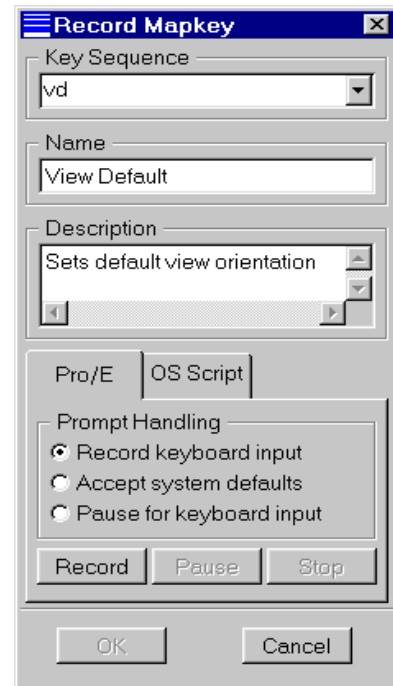 Record Mapkey
Key Sequence
vd
Name
View Default
Description
Sets default view orientation
Pro/E OS Script
Prompt Handling
Record keyboard input
Accept system defaults
Pause for keyboard input
Record Pause Stop
OK Cancel